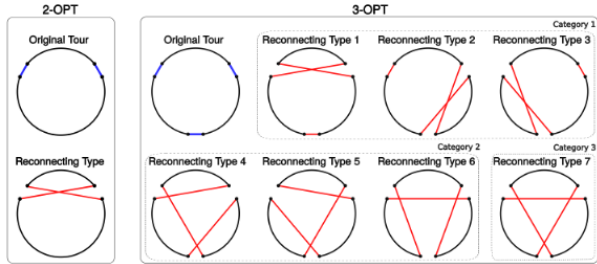 2-OPT
3-OPT
Category 1
Original Tour
Original Tour
Reconnecting Type 1
Reconnecting Type 2
Reconnecting Type 3
Category 2
Category 3
Reconnecting Type
Reconnecting Type 4
Reconnecting Type 5
Reconnecting Type 6
Reconnecting Type 7